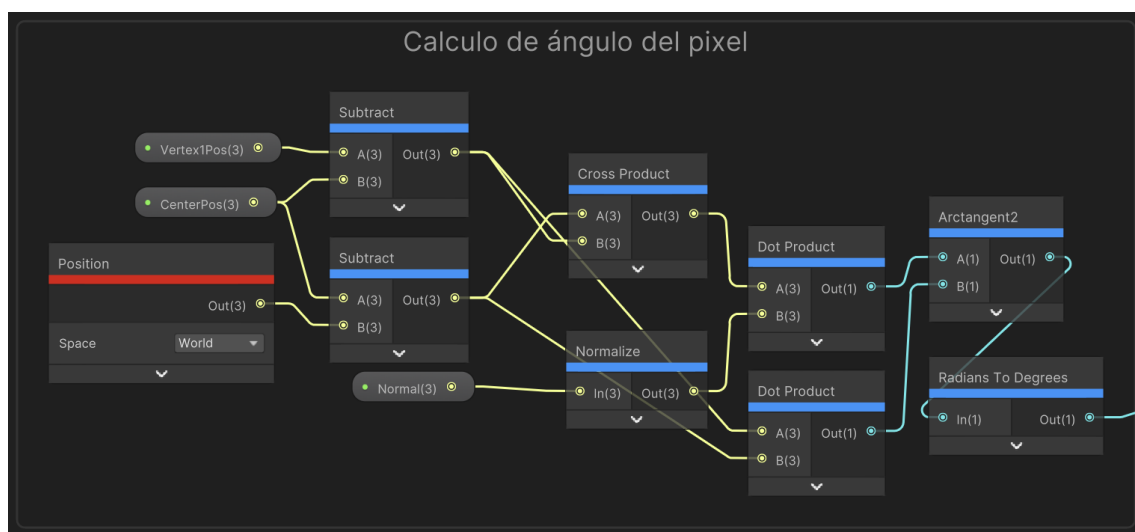 Calculo de ángulo del pixel
Subtract
Vertex1Pos(3)
A(3) Out(3)
B(3)
CenterPos(3)
Cross Product
A(3) Out(3)
B(3)
Position
Out(3)
Space World
Subtract
A(3) Out(3)
B(3)
Normal(3)
Normalize
In(3) Out(3)
Dot Product
A(3) Out(1)
B(3)
Dot Product
A(3) Out(1)
B(3)
Arctangent2
A(1) Out(1)
B(1)
Radians To Degrees
In(1) Out(1)